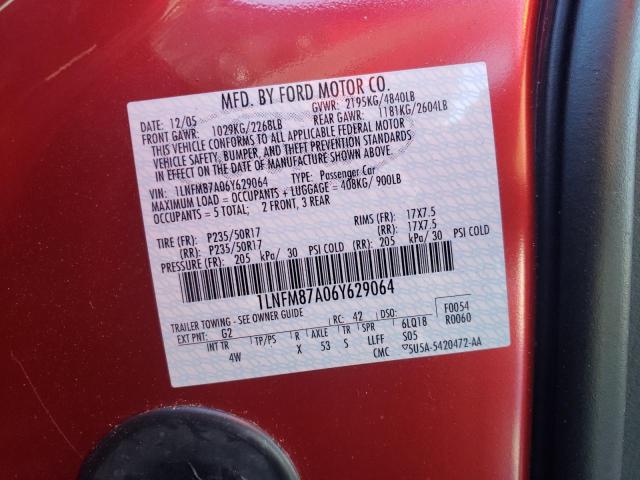 MFD. BY FORD MOTOR CO.
DATE: 12/05 GVWR: 2195KG/4840LB
FRONT GAWR: 1029KG/2268LB REAR GAWR: 1181KG/2604LB
THIS VEHICLE CONFORMS TO ALL APPLICABLE FEDERAL MOTOR
VEHICLE SAFETY, BUMPER, AND THEFT PREVENTION STANDARDS
IN EFFECT ON THE DATE OF MANUFACTURE SHOWN ABOVE.
VIN: 1LNFM87A06Y629064 TYPE: Passenger Car
MAXIMUM LOAD = OCCUPANTS + LUGGAGE = 408KG/900LB
OCCUPANTS = 5 TOTAL; 2 FRONT, 3 REAR
TIRE (FR): P235/50R17 RIMS (FR): 17X7.5
(RR): P235/50R17 (RR): 17X7.5
PRESSURE (FR): 205 kPa/ 30 PSI COLD (RR): 205 kPa/ 30 PSI COLD
1LNFM87A06Y629064
TRAILER TOWING - SEE OWNER GUIDE
EXT PNT: G2 RC: 42 DSO: F0054
INT TR TP/PS R AXLE TR SPR 6LQ18 R0060
4W X 53 S LLFF S05
CMC 5U5A-5420472-AA